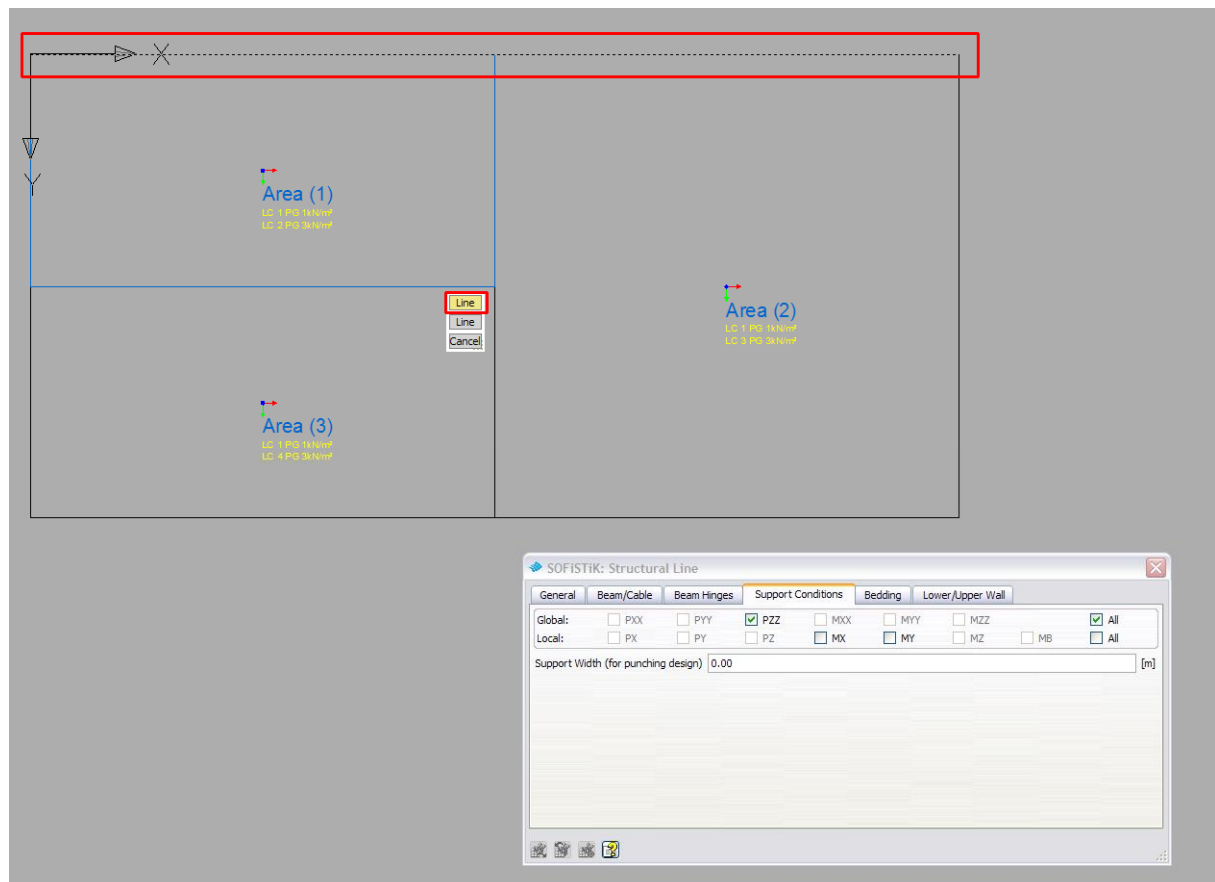 X
Y
Area (1)
LC 1 PG 1kN/m²
LC 2 PG 3kN/m²
Line
Line
Cancel
Area (2)
LC 1 PG 1kN/m²
LC 3 PG 3kN/m²
Area (3)
LC 1 PG 1kN/m²
LC 4 PG 3kN/m²
SOFiSTiK: Structural Line
General Beam/Cable Beam Hinges Support Conditions Bedding Lower/Upper Wall
Global: PXX PYY PZZ MXX MYY MZZ All
Local: PX PY PZ MX MY MZ MB All
Support Width (for punching design) 0.00 [m]